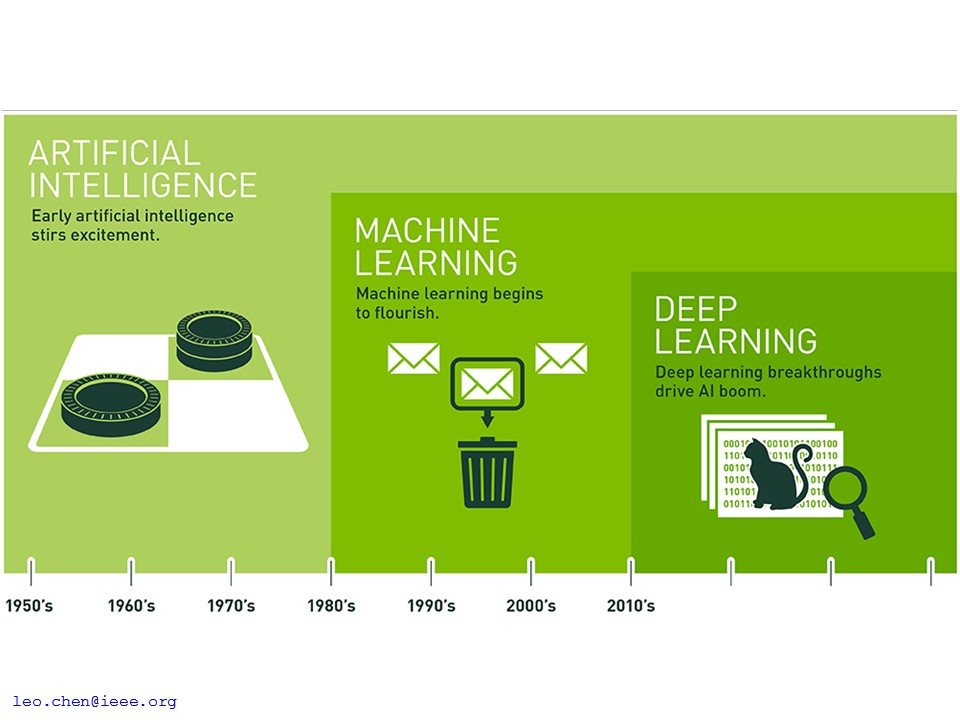 ARTIFICIAL
INTELLIGENCE
Early artificial intelligence
stirs excitement.
MACHINE
LEARNING
Machine learning begins
to flourish.
DEEP
LEARNING
Deep learning breakthroughs
drive AI boom.
1950's
1960's
1970's
1980's
1990's
2000's
2010's
leo.chen@ieee.org